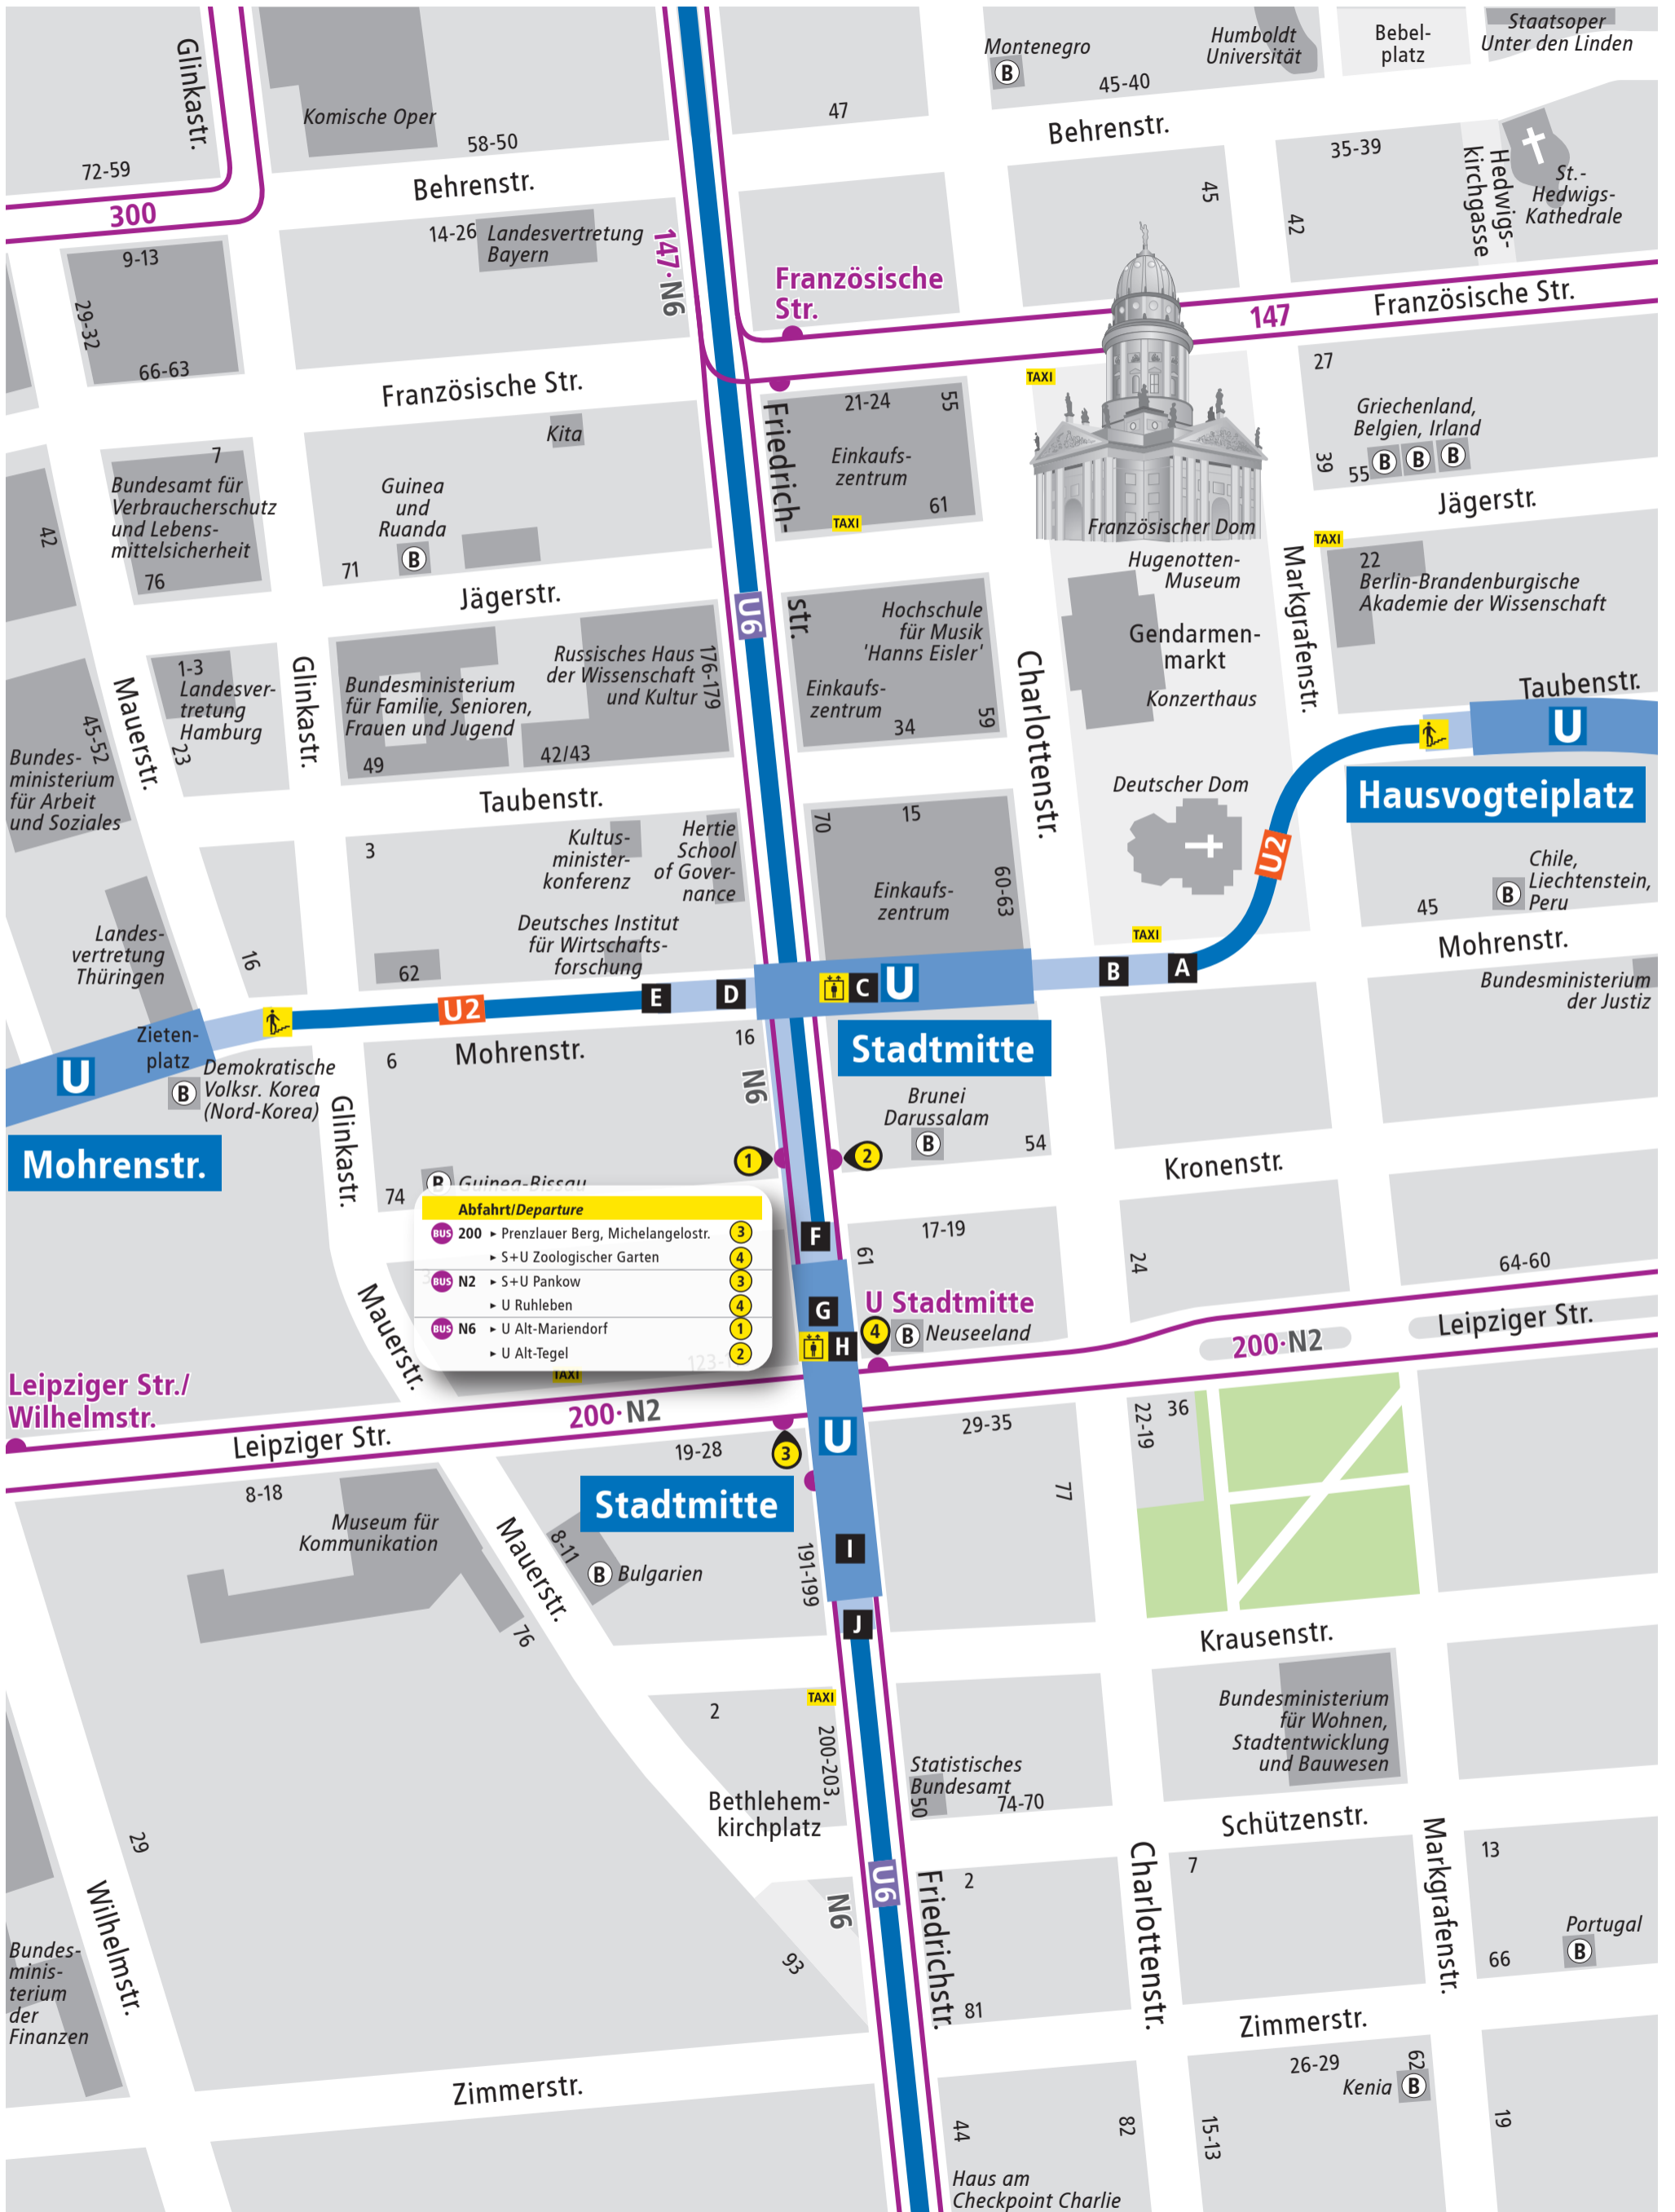 Glinkastr.
Komische Oper
72-59
58-50
300
Behrenstr.
47
Montenegro
B
45-40
Humboldt
Universität
Bebel-
platz
Staatsoper
Unter den Linden
Behrenstr.
35-39
45
42
Hedwigs-
kirchgasse
St.-
Hedwigs-
Kathedrale
9-13
29-32
66-63
14-26
Landesvertretung
Bayern
147·N6
Französische
Str.
147
Französische Str.
Französische Str.
Kita
7
Bundesamt für
Verbraucherschutz
und Lebens-
mittelsicherheit
76
42
Guinea
und
Ruanda
B
71
Jägerstr.
Friedrich-
str.
21-24
55
Einkaufs-
zentrum
61
TAXI
TAXI
Französischer Dom
27
Griechenland,
Belgien, Irland
39
55
B
B
B
Jägerstr.
Hugenotten-
Museum
Gendarmen-
markt
Konzerthaus
Markgrafenstr.
TAXI
22
Berlin-Brandenburgische
Akademie der Wissenschaft
U6
Hochschule
für Musik
'Hanns Eisler'
Einkaufs-
zentrum
34
59
Charlottenstr.
1-3
Landesver-
tretung
Hamburg
23
Mauerstr.
Glinkastr.
45-52
Bundes-
ministerium
für Arbeit
und Soziales
Bundesministerium
für Familie, Senioren,
Frauen und Jugend
49
Russisches Haus
der Wissenschaft
und Kultur
176-179
42/43
Taubenstr.
Taubenstr.
U
Hausvogteiplatz
U2
Deutscher Dom
TAXI
3
Kultus-
minister-
konferenz
Hertie
School
of Gover-
nance
Deutsches Institut
für Wirtschafts-
forschung
62
70
15
Einkaufs-
zentrum
60-63
Chile,
Liechtenstein,
Peru
B
45
Mohrenstr.
Bundesministerium
der Justiz
Landes-
vertretung
Thüringen
16
Zieten-
platz
U
Mohrenstr.
U2
E
D
C
U
B
A
Stadtmitte
B
Demokratische
Volksr. Korea
(Nord-Korea)
6
Mohrenstr.
16
N6
Glinkastr.
74
B
Guinea-Bissau
Brunei
Darussalam
B
54
1
2
Kronenstr.
Abfahrt/Departure
BUS 200 ▸ Prenzlauer Berg, Michelangelostr. 3
▸ S+U Zoologischer Garten 4
BUS N2 ▸ S+U Pankow 3
▸ U Ruhleben 4
BUS N6 ▸ U Alt-Mariendorf 1
▸ U Alt-Tegel 2
TAXI
Mauerstr.
F
G
H
61
17-19
U Stadtmitte
4
B
Neuseeland
24
64-60
Leipziger Str.
200·N2
Leipziger Str./
Wilhelmstr.
Leipziger Str.
200·N2
3
U
Stadtmitte
19-28
29-35
22-19
36
77
8-18
Museum für
Kommunikation
Mauerstr.
76
8-11
B
Bulgarien
191-199
I
J
Krausenstr.
TAXI
2
200-203
Bethlehem-
kirchplatz
Statistisches
Bundesamt
50
74-70
Bundesministerium
für Wohnen,
Stadtentwicklung
und Bauwesen
Schützenstr.
29
Wilhelmstr.
Bundes-
minis-
terium
der
Finanzen
U6
N6
93
Friedrichstr.
2
81
Charlottenstr.
7
Markgrafenstr.
13
Portugal
B
66
Zimmerstr.
Zimmerstr.
26-29
62
Kenia
B
44
82
15-13
19
Haus am
Checkpoint Charlie